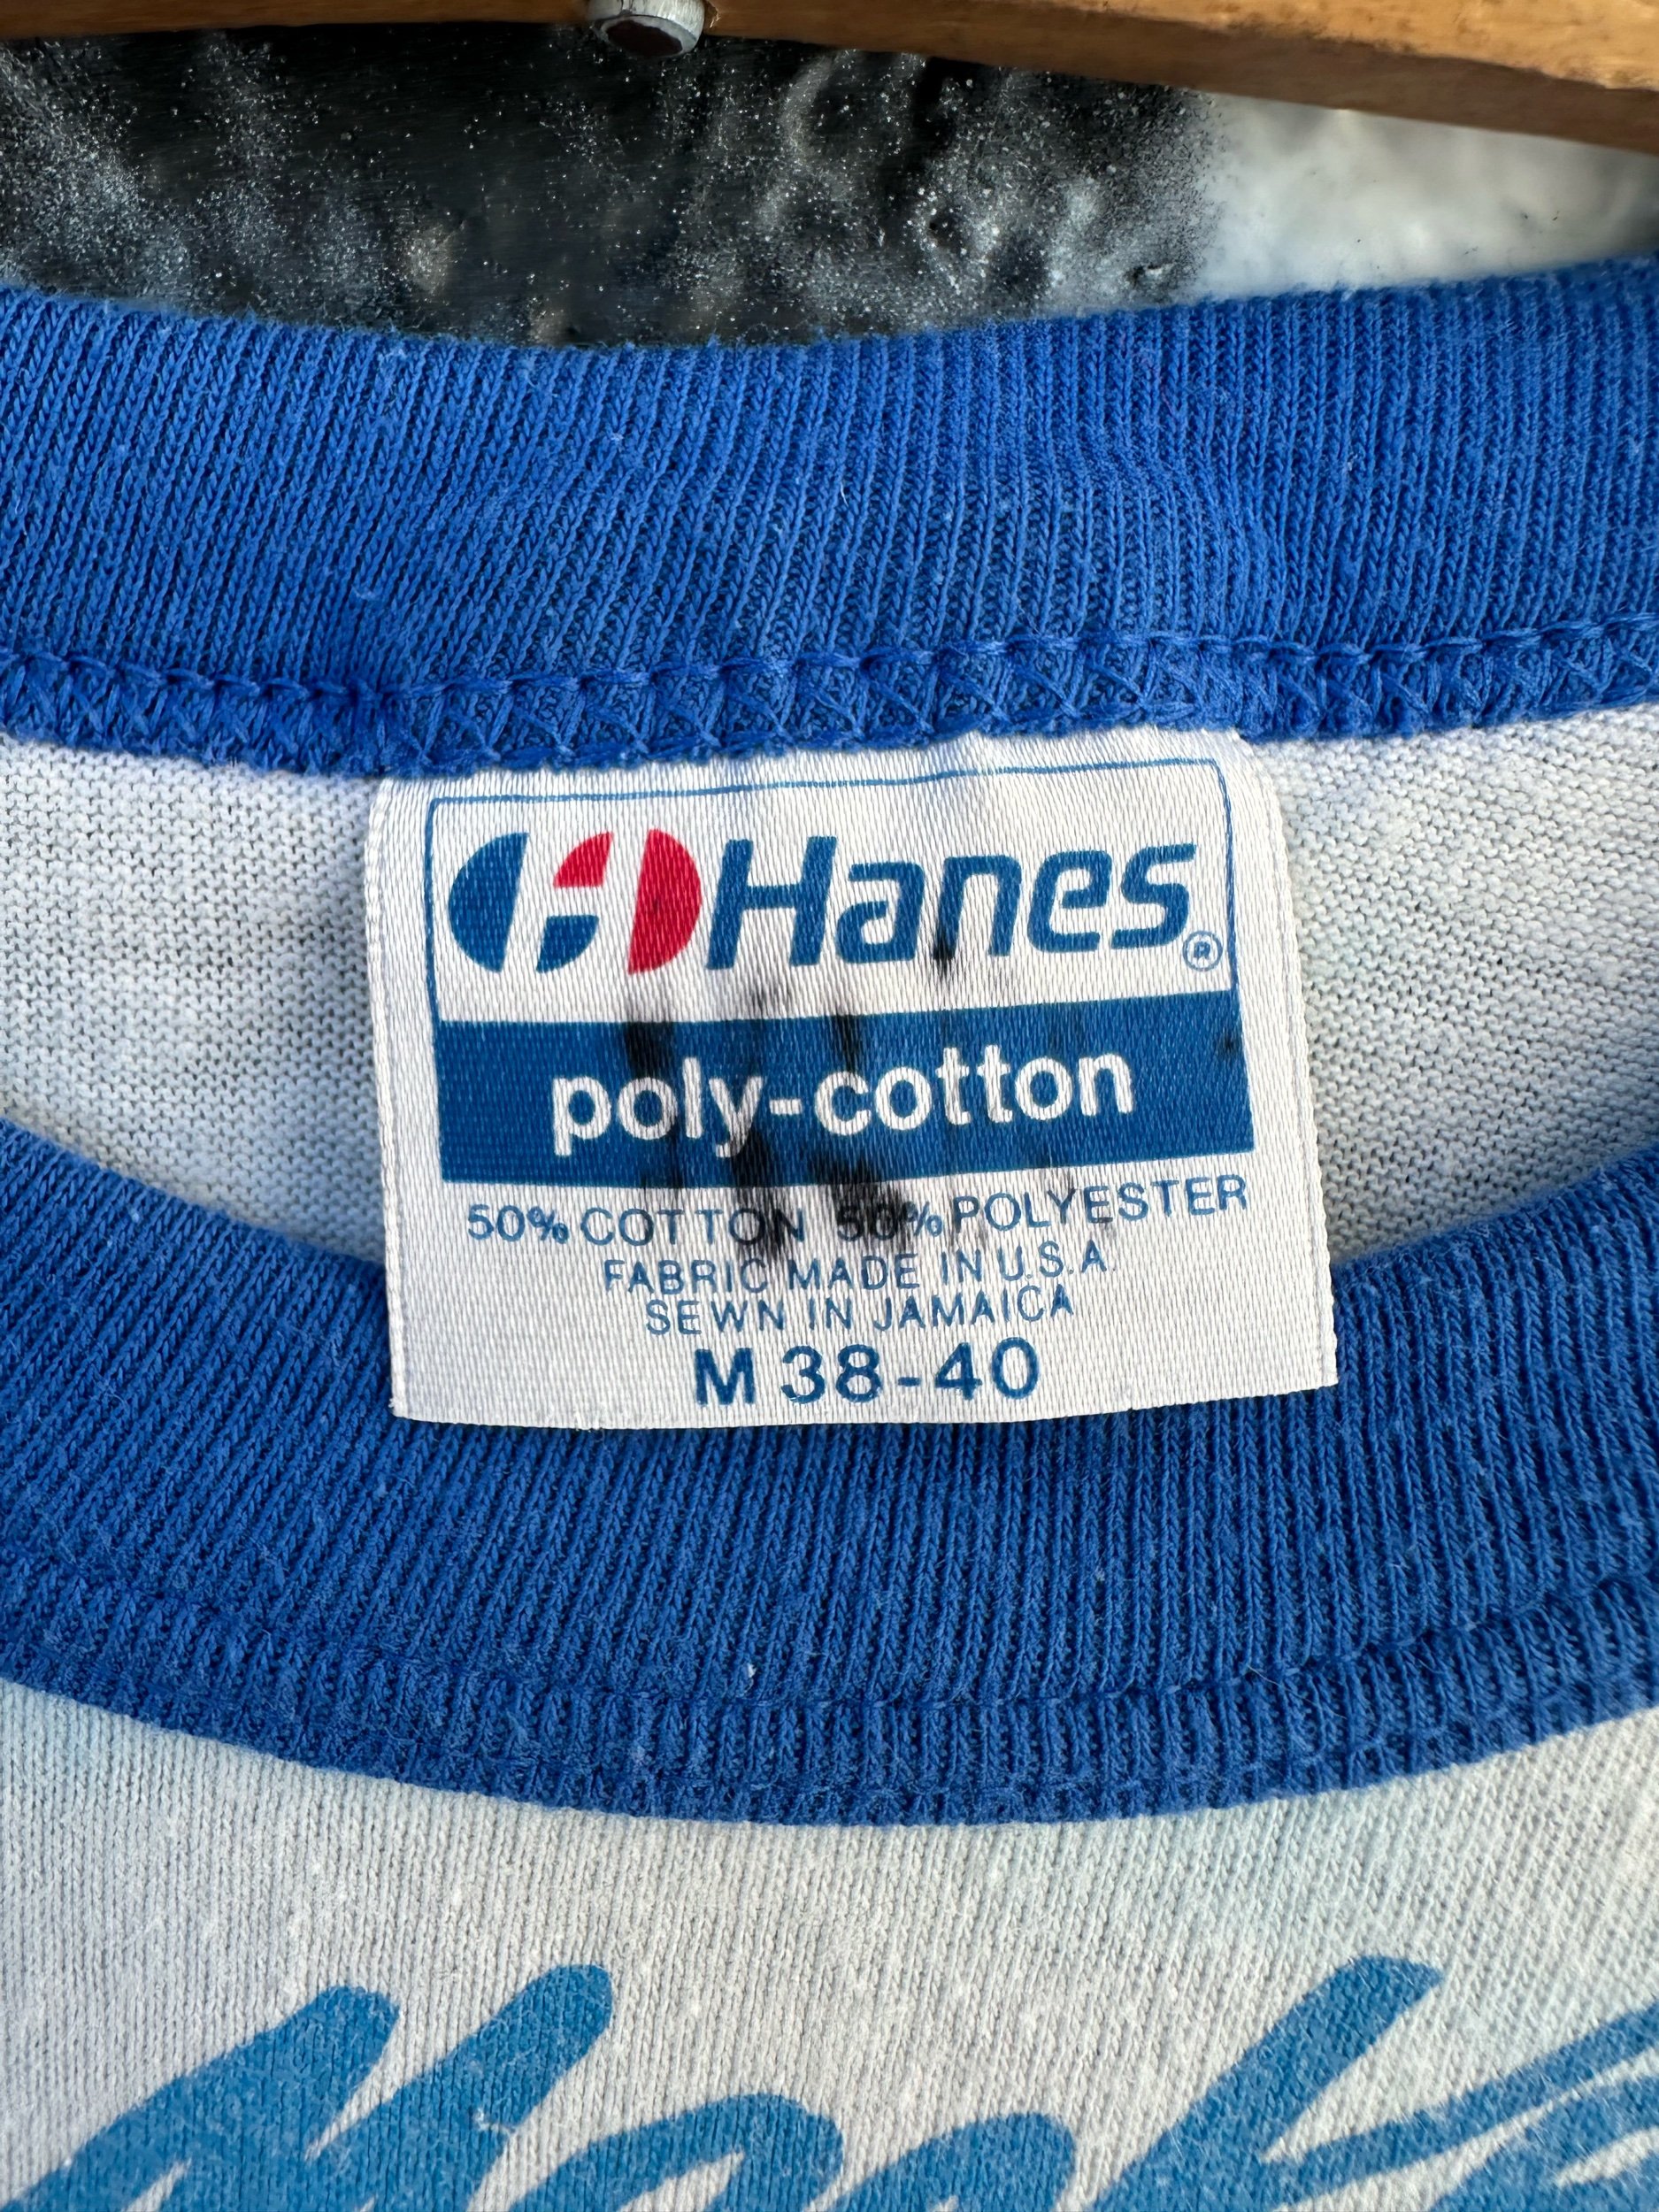 Hanes®
poly-cotton
50% COTTON 50% POLYESTER
FABRIC MADE IN U.S.A.
SEWN IN JAMAICA
M 38-40